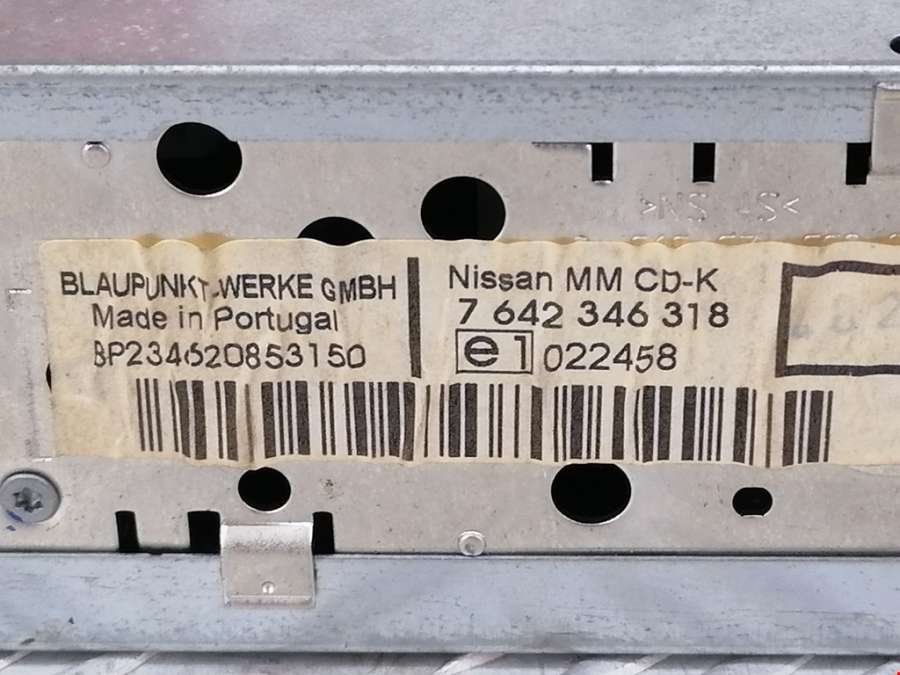 BLAUPUNKT-WERKE GMBH
Made in Portugal
BP234620853150
Nissan MM CD-K
7 642 346 318
e1 022458